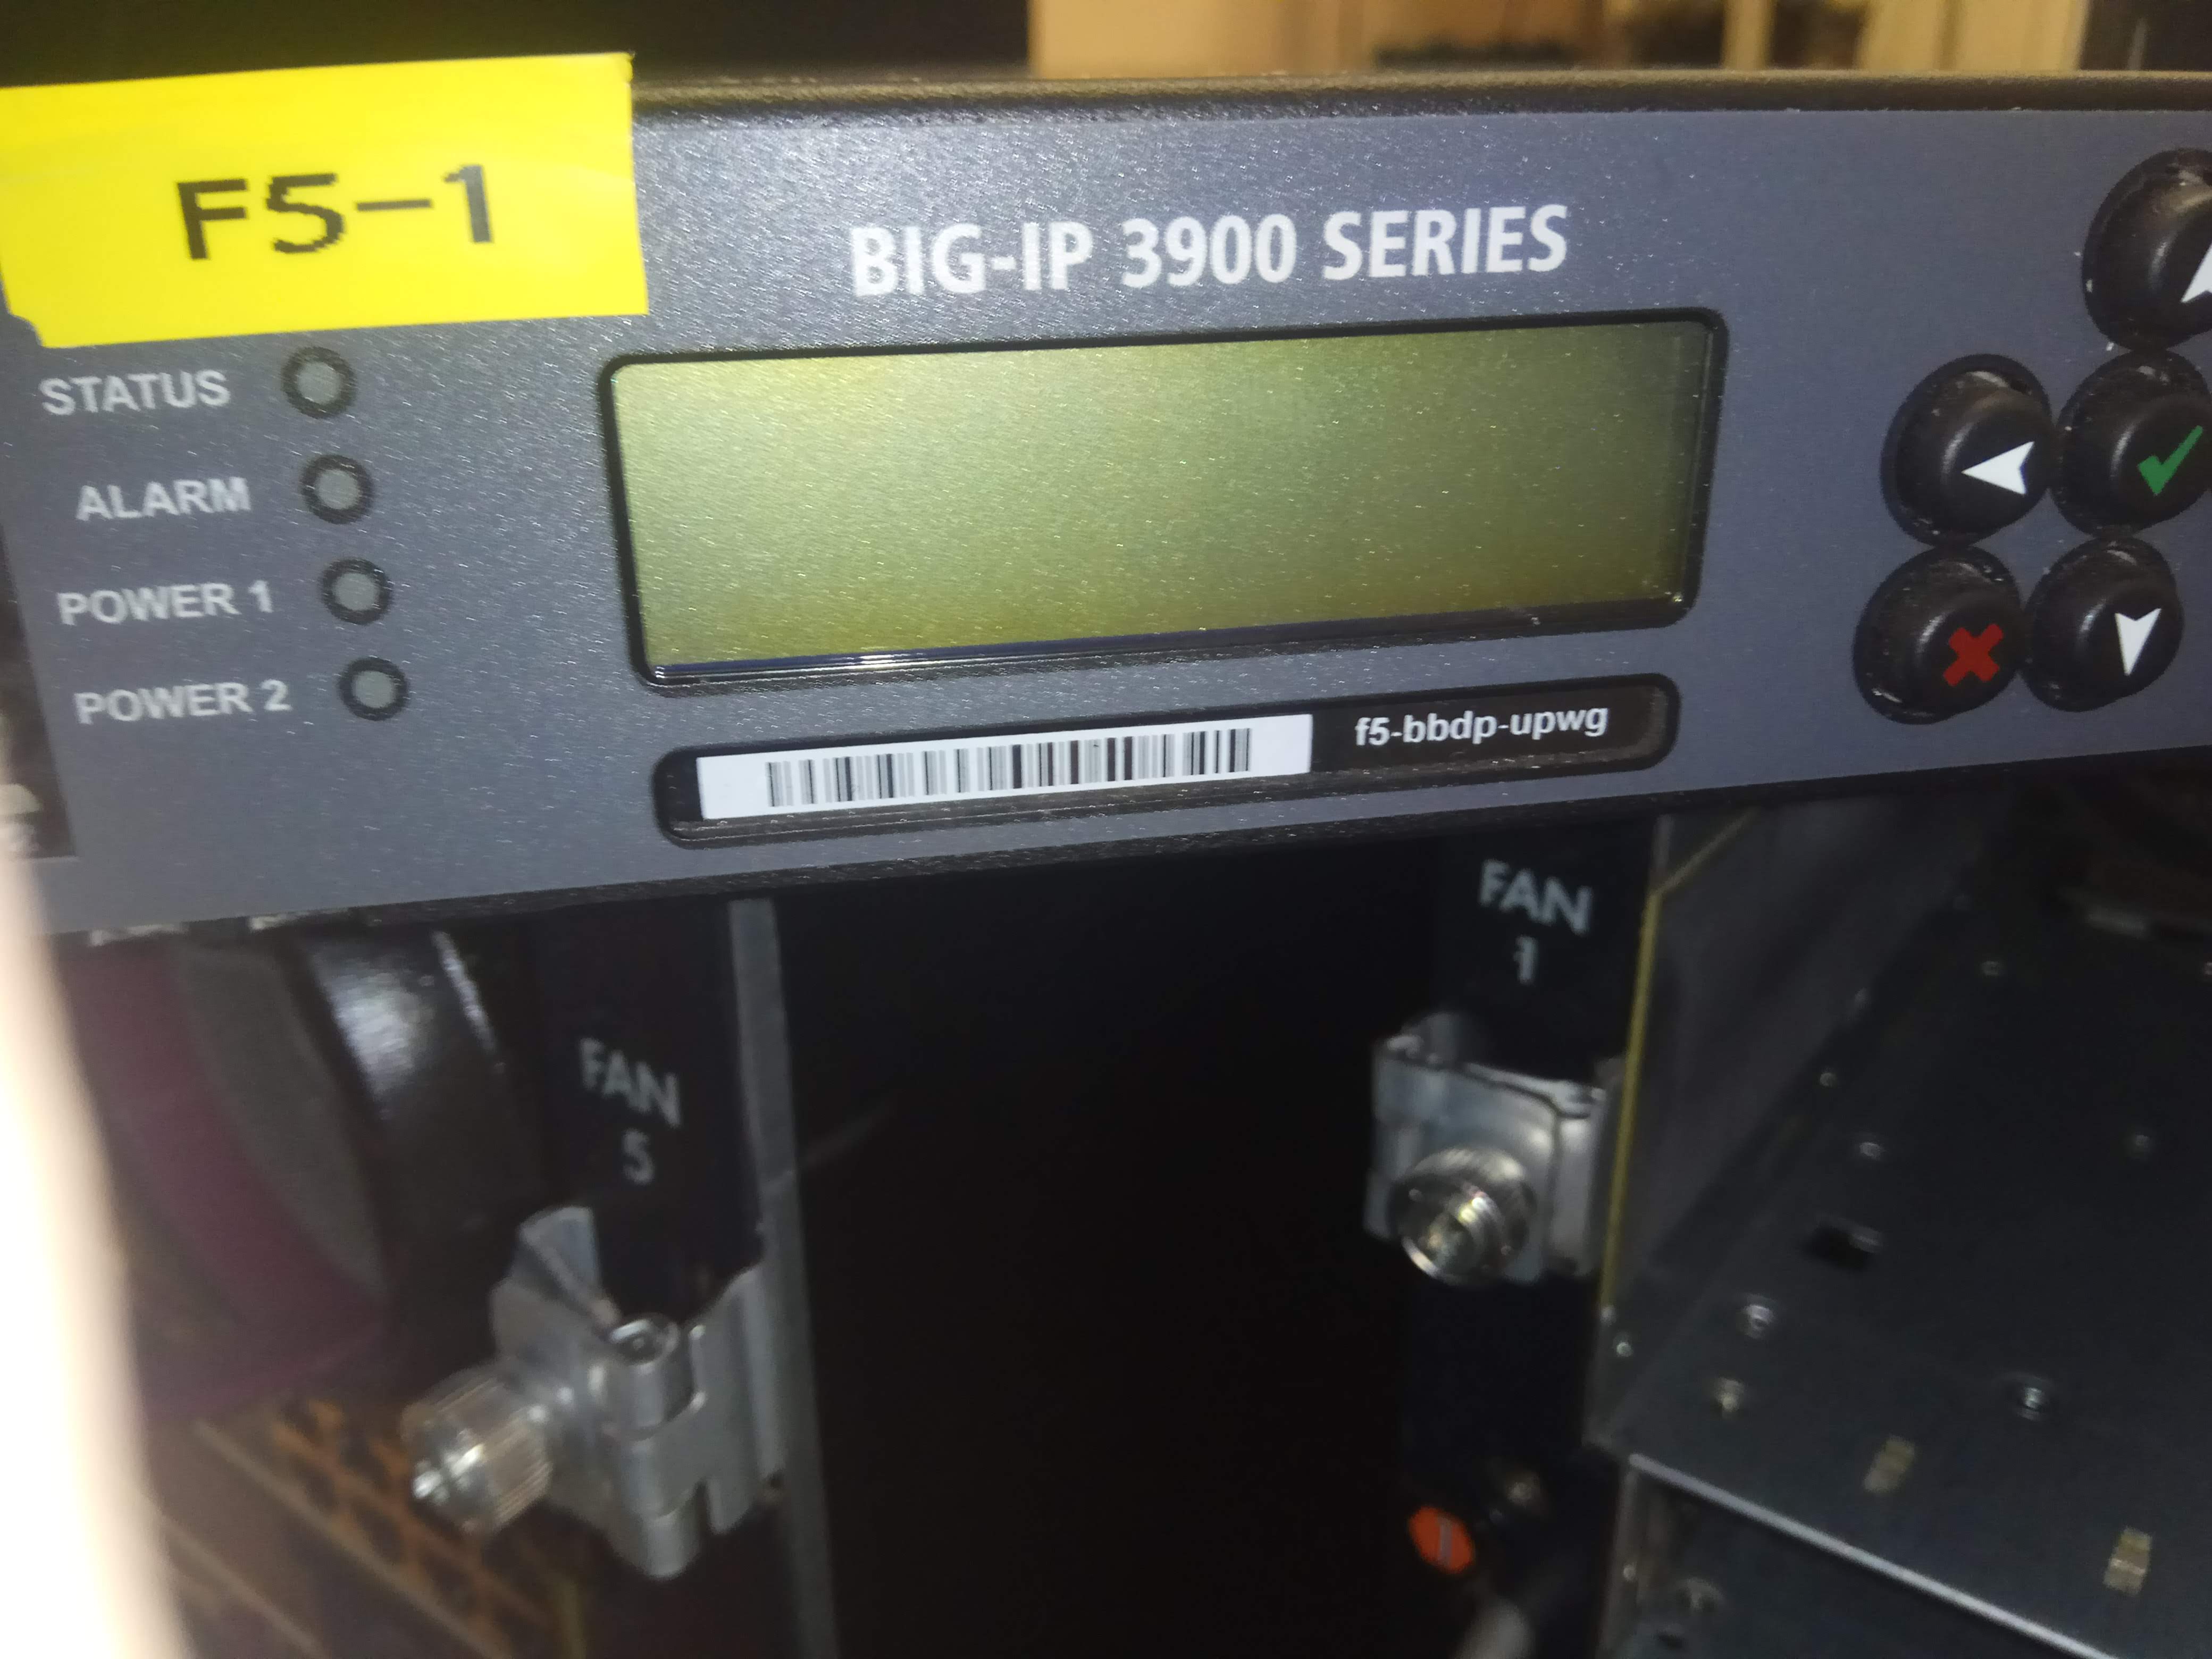 F5-1
BIG-IP 3900 SERIES
STATUS
ALARM
POWER 1
POWER 2
f5-bbdp-upwg
FAN
1
FAN
5